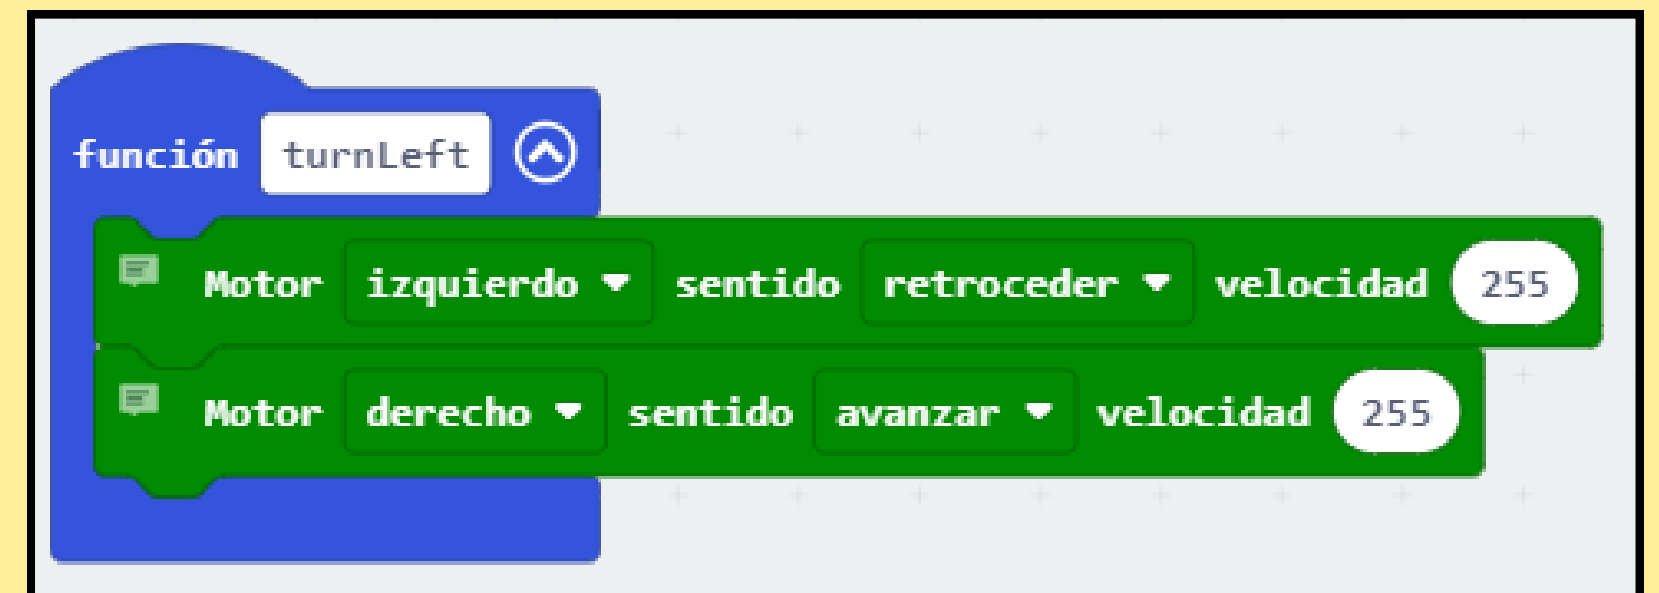 función turnLeft
Motor izquierdo sentido retroceder velocidad 255
Motor derecho sentido avanzar velocidad 255